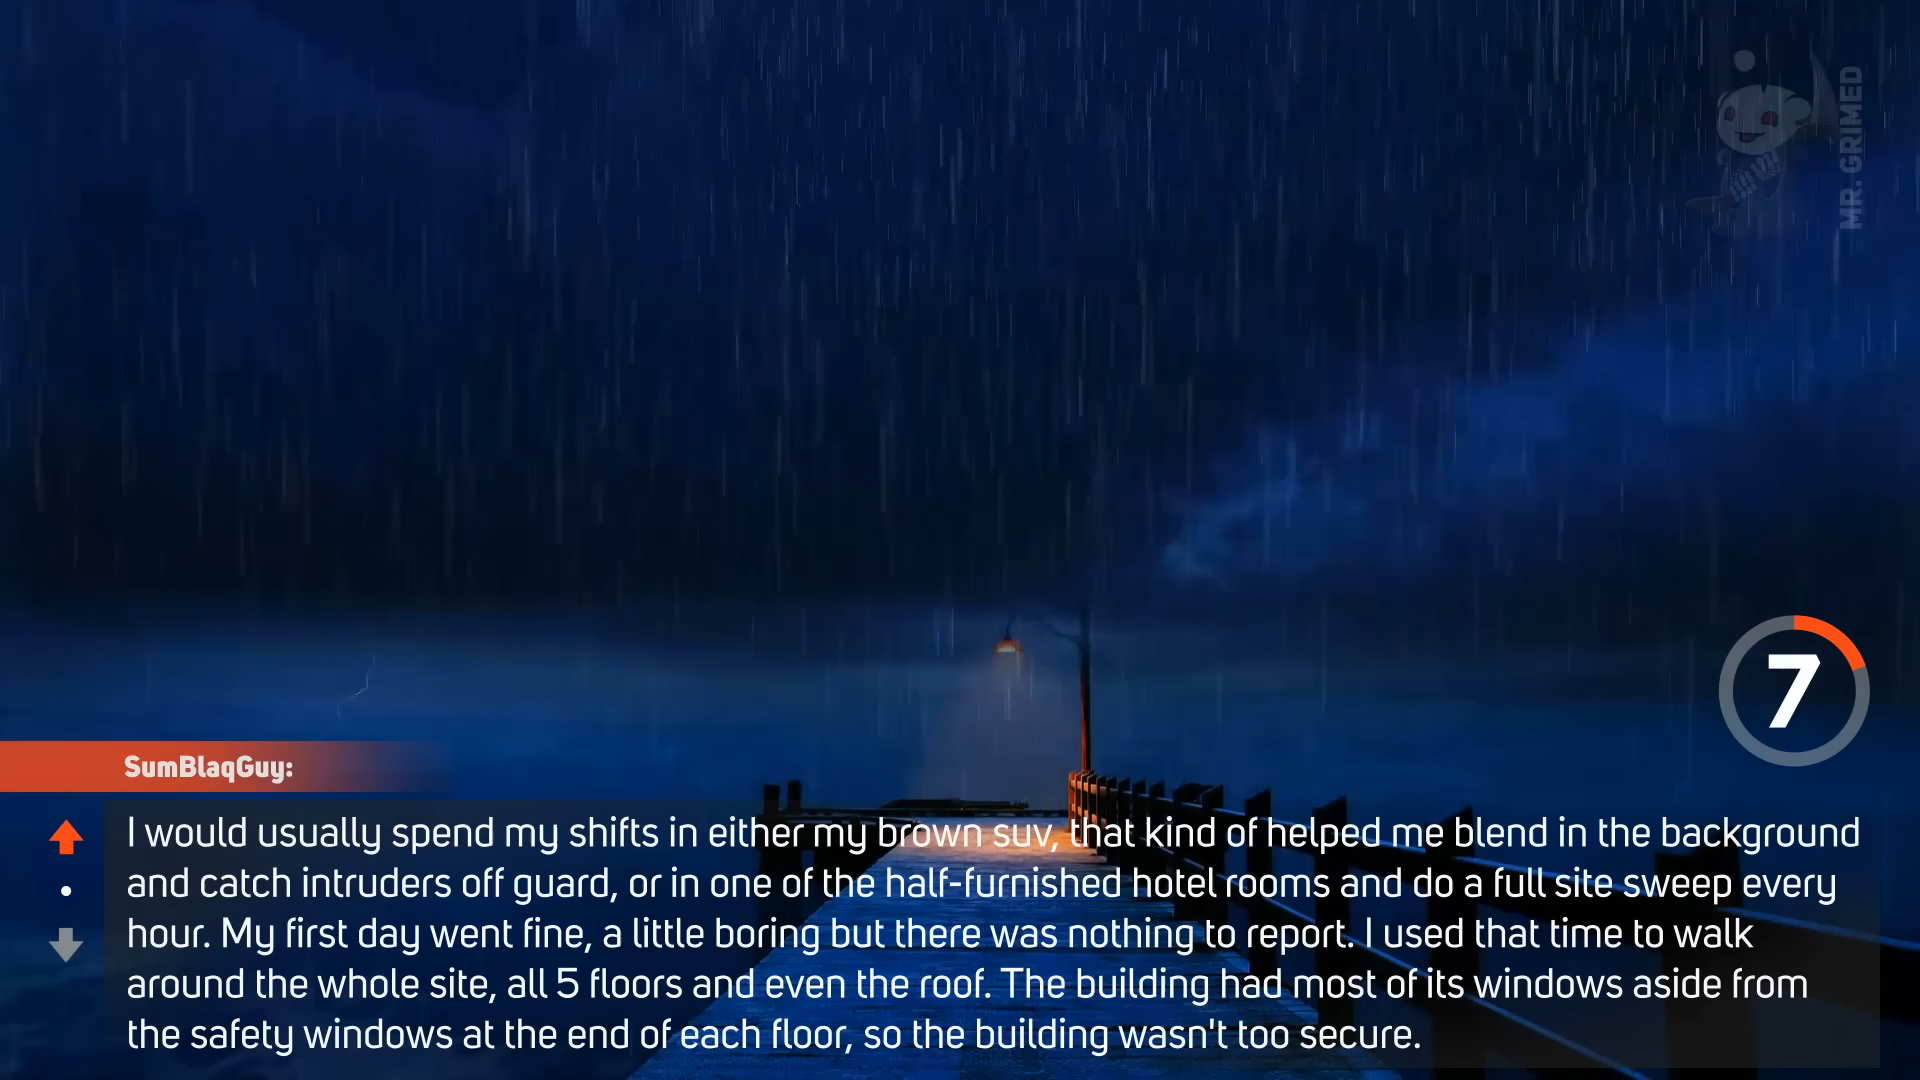 MR. GRIMED
7
SumBlaqGuy:
I would usually spend my shifts in either my brown suv, that kind of helped me blend in the background
and catch intruders off guard, or in one of the half-furnished hotel rooms and do a full site sweep every
hour. My first day went fine, a little boring but there was nothing to report. I used that time to walk
around the whole site, all 5 floors and even the roof. The building had most of its windows aside from
the safety windows at the end of each floor, so the building wasn't too secure.